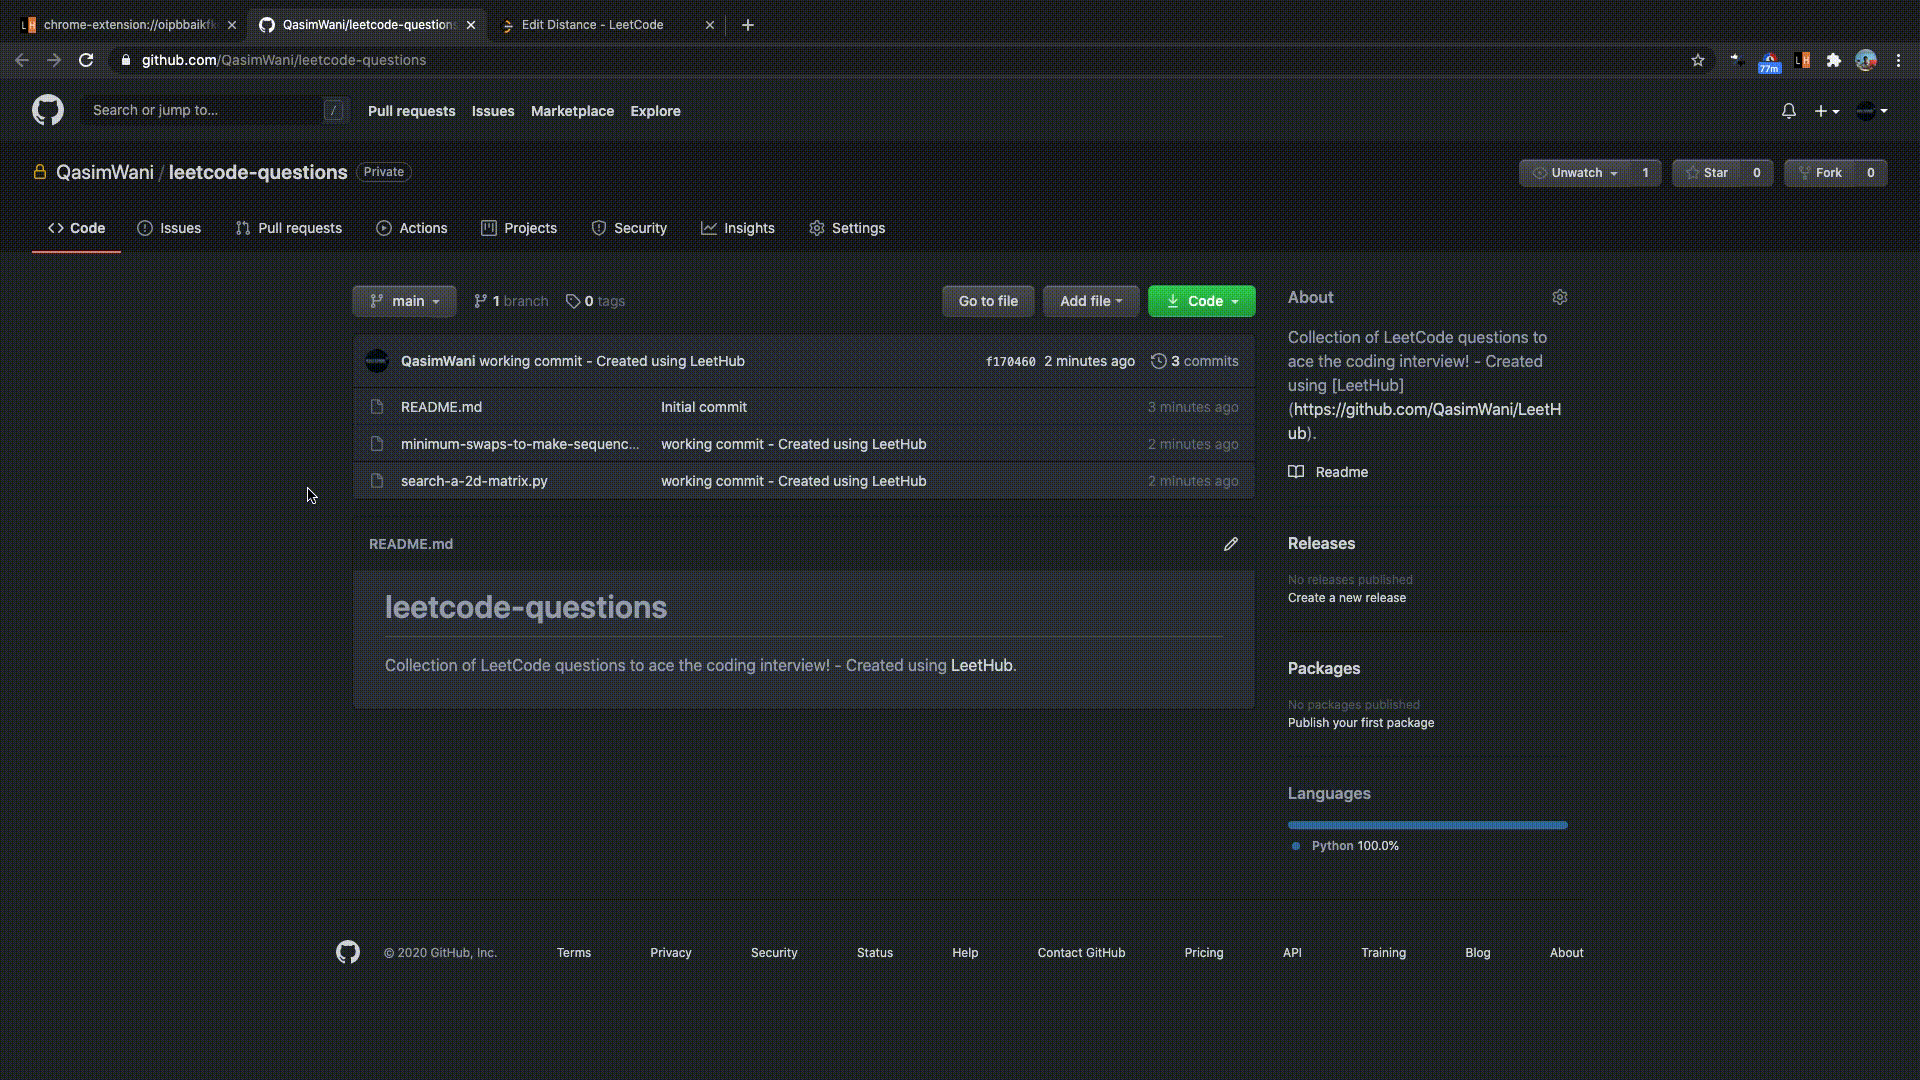 chrome-extension://oipbbaikfk
QasimWani/leetcode-questions
Edit Distance - LeetCode
github.com/QasimWani/leetcode-questions
77m
LH
Search or jump to...
/
Pull requests
Issues
Marketplace
Explore
QasimWani / leetcode-questions
Private
Unwatch 1
Star 0
Fork 0
Code
Issues
Pull requests
Actions
Projects
Security
Insights
Settings
main
1 branch
0 tags
Go to file
Add file
Code
QasimWani working commit - Created using LeetHub
f170460 2 minutes ago
3 commits
README.md
Initial commit
3 minutes ago
minimum-swaps-to-make-sequenc...
working commit - Created using LeetHub
2 minutes ago
search-a-2d-matrix.py
working commit - Created using LeetHub
2 minutes ago
README.md
leetcode-questions
Collection of LeetCode questions to ace the coding interview! - Created using LeetHub.
About
Collection of LeetCode questions to
ace the coding interview! - Created
using [LeetHub]
(https://github.com/QasimWani/LeetH
ub).
Readme
Releases
No releases published
Create a new release
Packages
No packages published
Publish your first package
Languages
Python 100.0%
© 2020 GitHub, Inc.
Terms
Privacy
Security
Status
Help
Contact GitHub
Pricing
API
Training
Blog
About